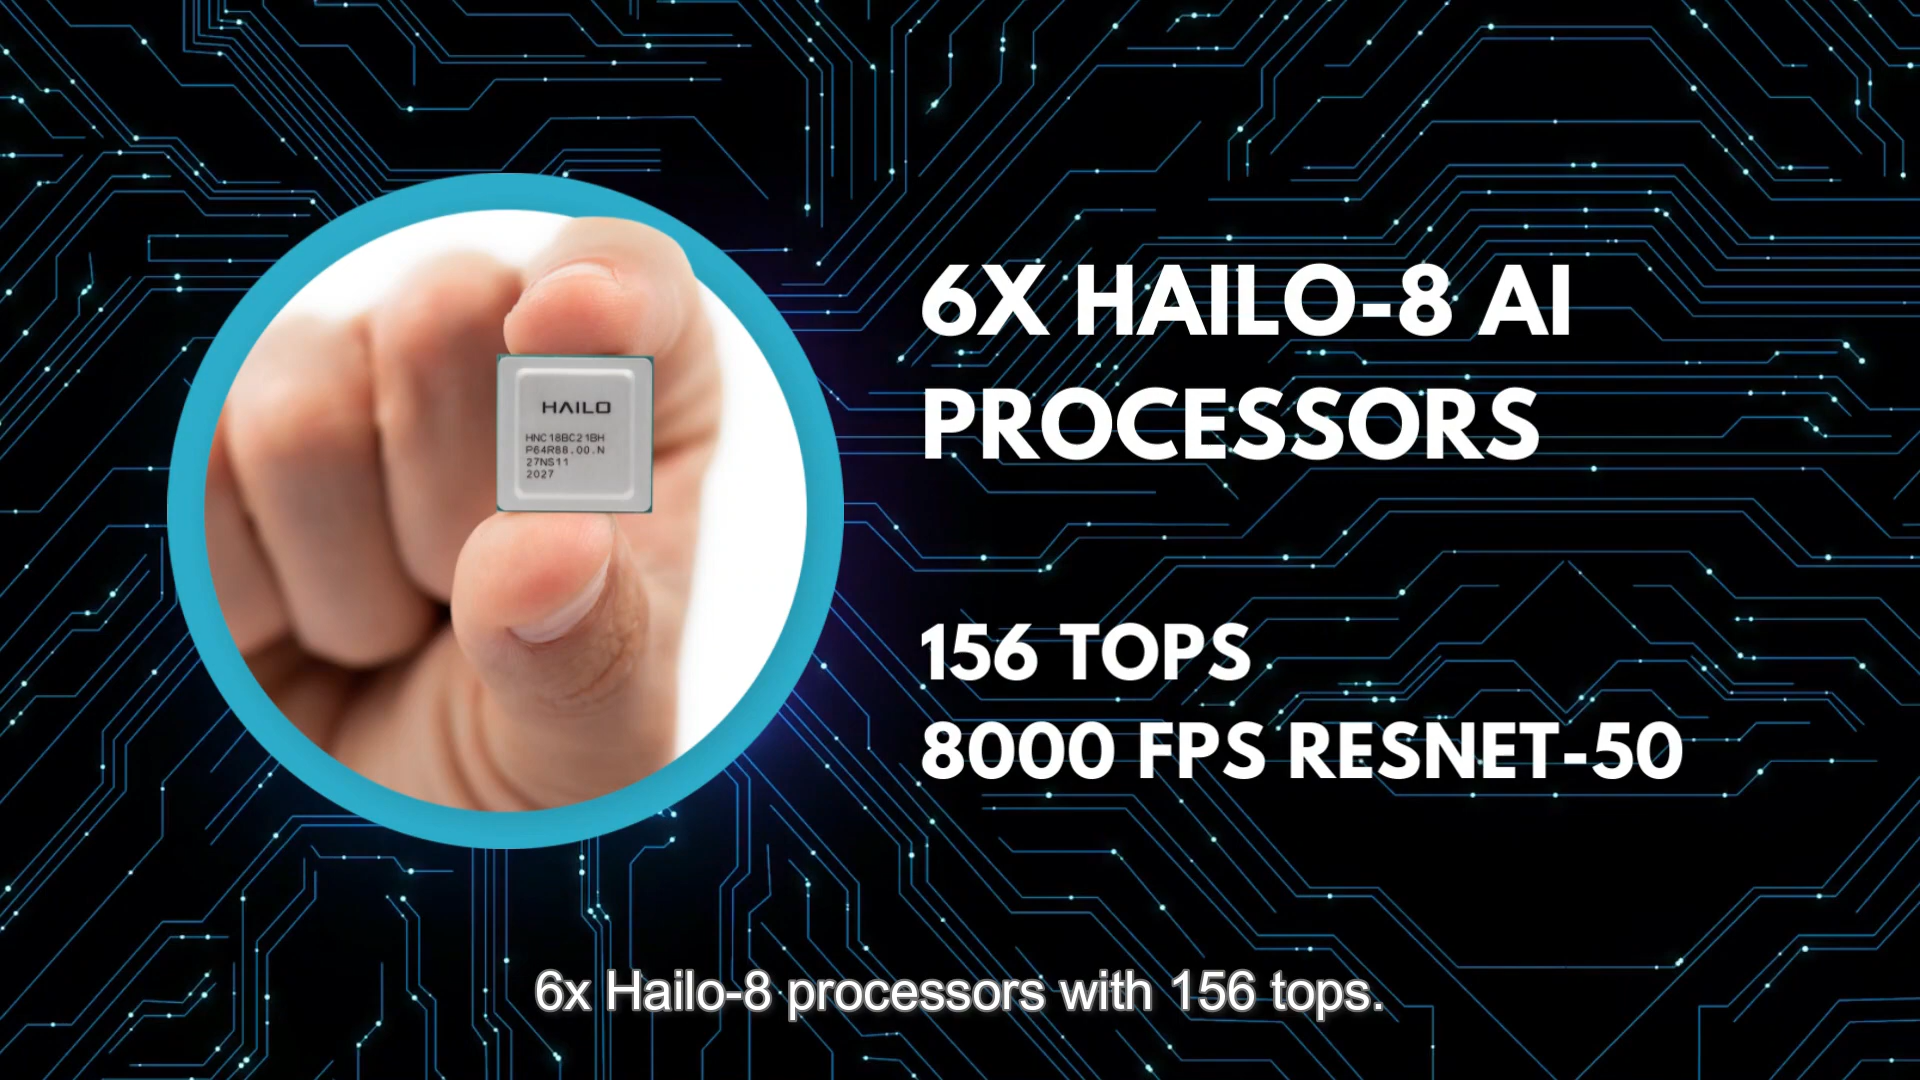 6X HAILO-8 AI
PROCESSORS
HAILO
HNC18BC21BH
P64R88.00.N
27NS11
2027
156 TOPS
8000 FPS RESNET-50
6x Hailo-8 processors with 156 tops.